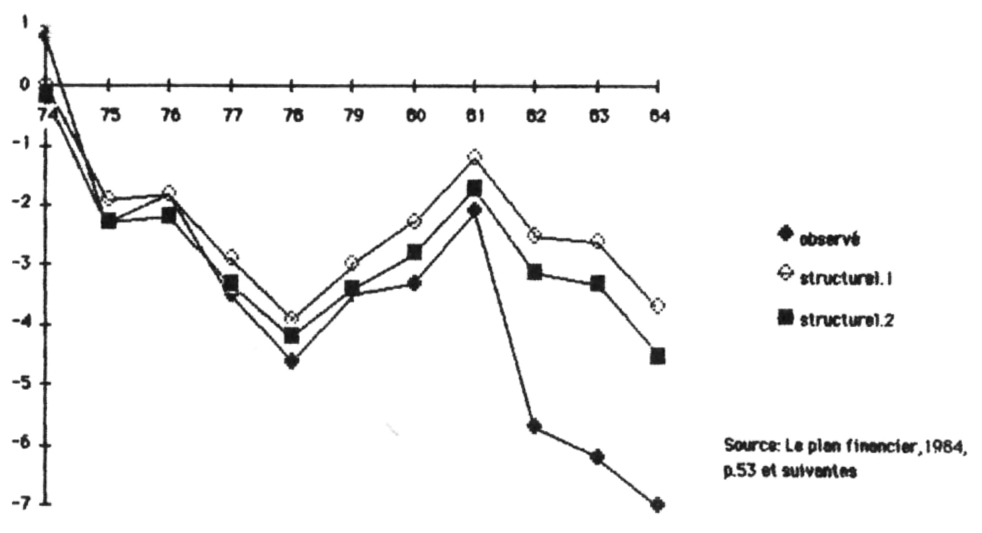 1
0
74 75 76 77 78 79 80 81 82 83 84
-1
-2
-3
-4
-5
-6
-7
observé
structurel.1
structurel.2
Source: Le plan financier, 1984,
p.53 et suivantes